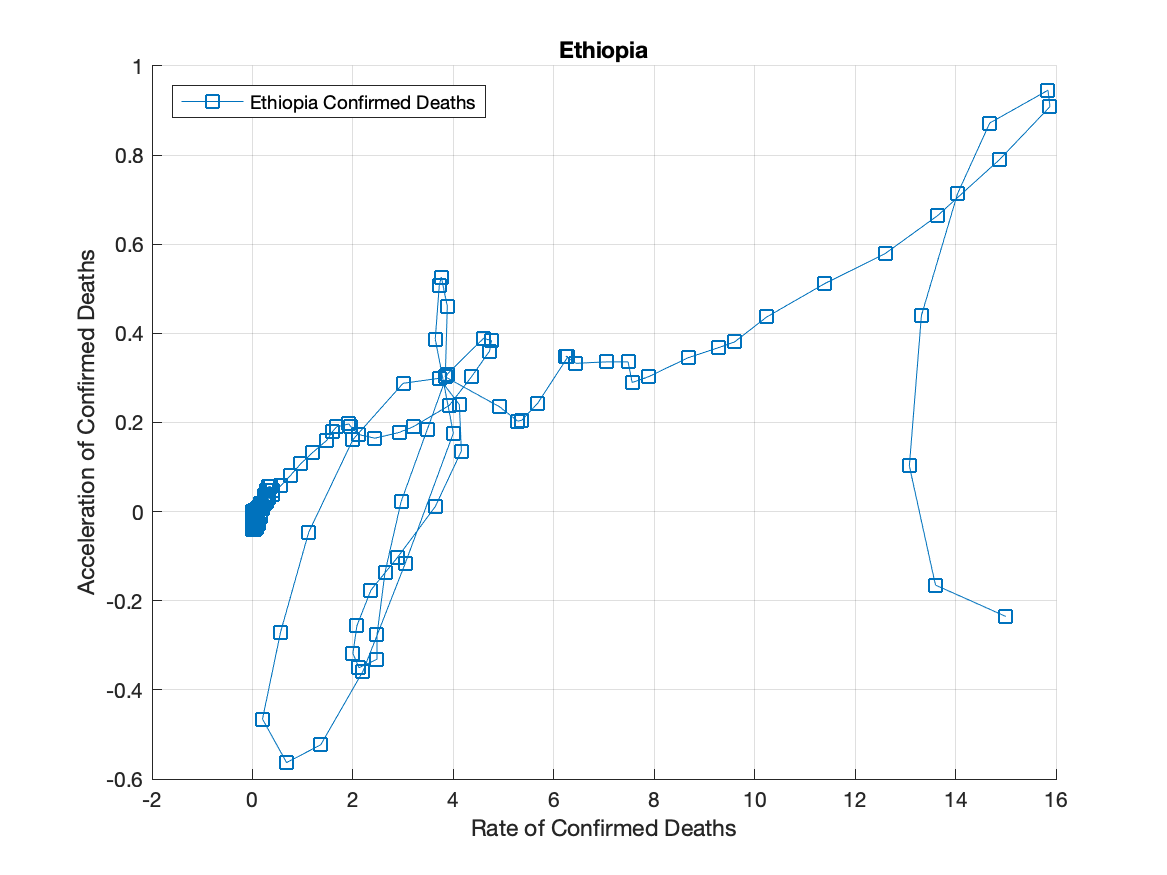 Ethiopia
Ethiopia Confirmed Deaths
1
0.8
0.6
0.4
0.2
0
-0.2
-0.4
-0.6
Acceleration of Confirmed Deaths
-2 0 2 4 6 8 10 12 14 16
Rate of Confirmed Deaths